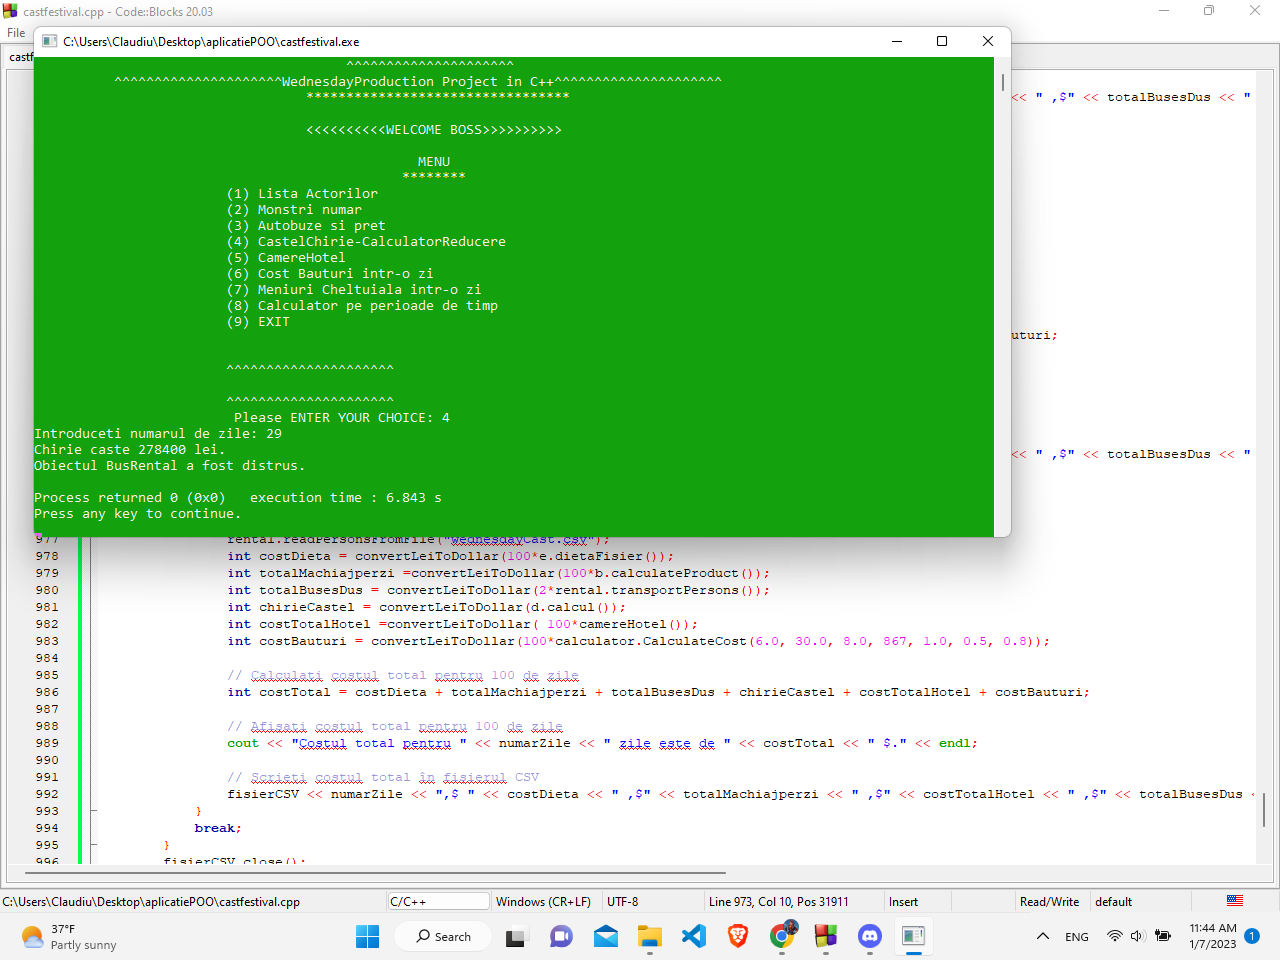 castfestival.cpp - Code::Blocks 20.03
File
C:\Users\Claudiu\Desktop\aplicatiePOO\castfestival.exe
castf
^^^^^^^^^^^^^^^^^^^^^
^^^^^^^^^^^^^^^^^^^^^WednesdayProduction Project in C++^^^^^^^^^^^^^^^^^^^^^
*********************************
<<<<<<<<<<WELCOME BOSS>>>>>>>>>>
MENU
********
(1) Lista Actorilor
(2) Monstri numar
(3) Autobuze si pret
(4) CastelChirie-CalculatorReducere
(5) CamereHotel
(6) Cost Bauturi intr-o zi
(7) Meniuri Cheltuiala intr-o zi
(8) Calculator pe perioade de timp
(9) EXIT
^^^^^^^^^^^^^^^^^^^^^
^^^^^^^^^^^^^^^^^^^^^
Please ENTER YOUR CHOICE: 4
Introduceti numarul de zile: 29
Chirie caste 278400 lei.
Obiectul BusRental a fost distrus.
Process returned 0 (0x0)   execution time : 6.843 s
Press any key to continue.
<< " ,$" << totalBusesDus << "
uturi;
<< " ,$" << totalBusesDus << "
977 rental.readPersonsFromFile("WednesdayCast.csv");
978 int costDieta = convertLeiToDollar(100*e.dietaFisier());
979 int totalMachiajperzi =convertLeiToDollar(100*b.calculateProduct());
980 int totalBusesDus = convertLeiToDollar(2*rental.transportPersons());
981 int chirieCastel = convertLeiToDollar(d.calcul());
982 int costTotalHotel =convertLeiToDollar( 100*camereHotel());
983 int costBauturi = convertLeiToDollar(100*calculator.CalculateCost(6.0, 30.0, 8.0, 867, 1.0, 0.5, 0.8));
984
985 // Calculati costul total pentru 100 de zile
986 int costTotal = costDieta + totalMachiajperzi + totalBusesDus + chirieCastel + costTotalHotel + costBauturi;
987
988 // Afisati costul total pentru 100 de zile
989 cout << "Costul total pentru " << numarZile << " zile este de " << costTotal << " $." << endl;
990
991 // Scrieti costul total în fisierul CSV
992 fisierCSV << numarZile << ",$ " << costDieta << " ,$" << totalMachiajperzi << " ,$" << costTotalHotel << " ,$" << totalBusesDus <
993 }
994 break;
995 }
996 fisierCSV.close();
C:\Users\Claudiu\Desktop\aplicatiePOO\castfestival.cpp C/C++ Windows (CR+LF) UTF-8 Line 973, Col 10, Pos 31911 Insert Read/Write default
37°F
Partly sunny
Search
ENG
11:44 AM
1/7/2023
1